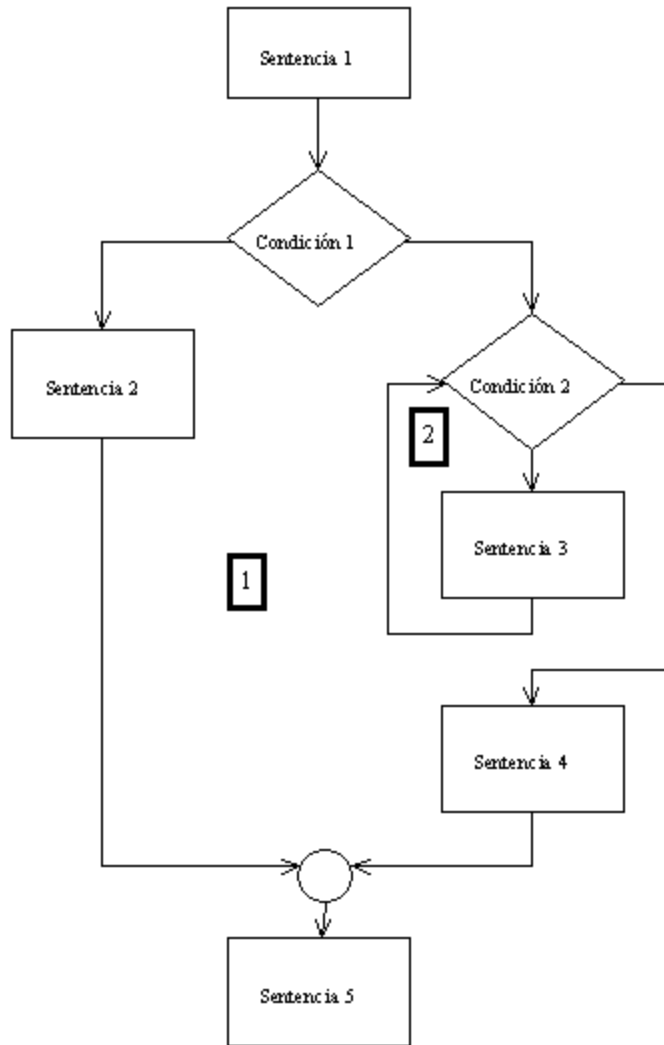 Sentencia 1
Condición 1
Sentencia 2
Condición 2
2
Sentencia 3
1
Sentencia 4
Sentencia 5